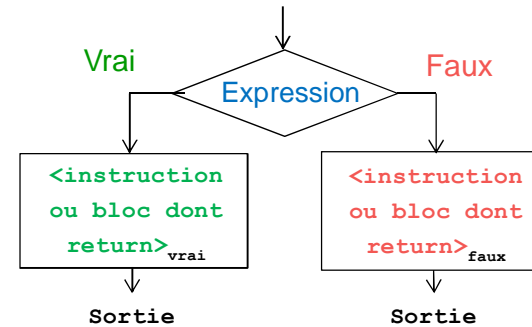 Vrai
Faux
Expression
<instruction
ou bloc dont
return>vrai
<instruction
ou bloc dont
return>faux
Sortie
Sortie